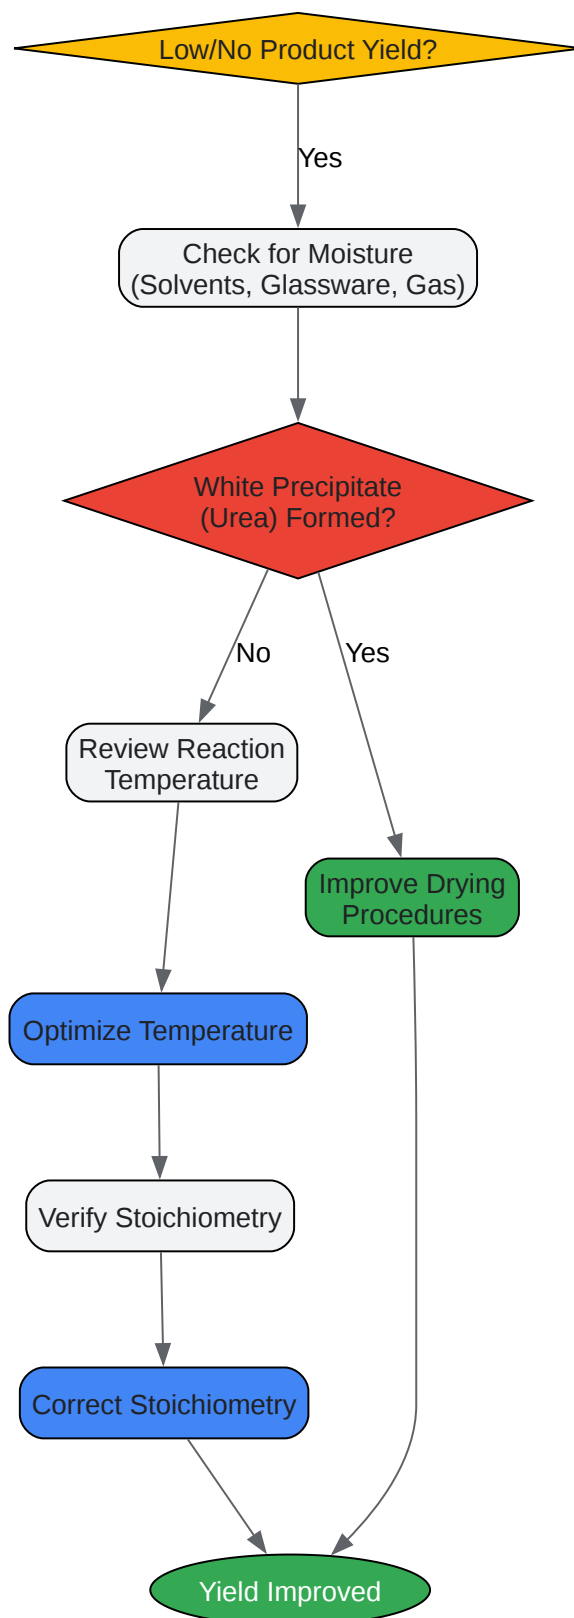 Low/No Product Yield?
Yes
Check for Moisture
(Solvents, Glassware, Gas)
White Precipitate
(Urea) Formed?
No
Yes
Review Reaction
Temperature
Improve Drying
Procedures
Optimize Temperature
Verify Stoichiometry
Correct Stoichiometry
Yield Improved